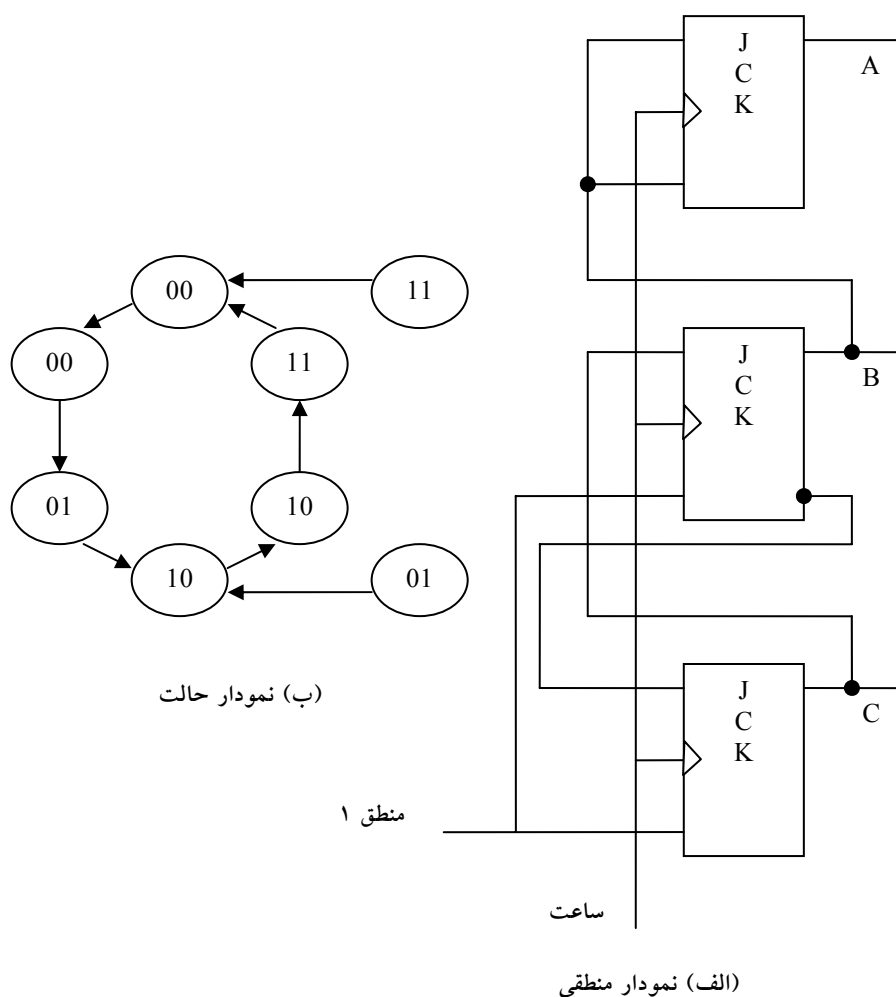 J
C
K
A
00
11
00
11
J
C
K
B
01
10
10
01
(ب) نمودار حالت
J
C
K
C
منطق ۱
ساعت
(الف) نمودار منطقی